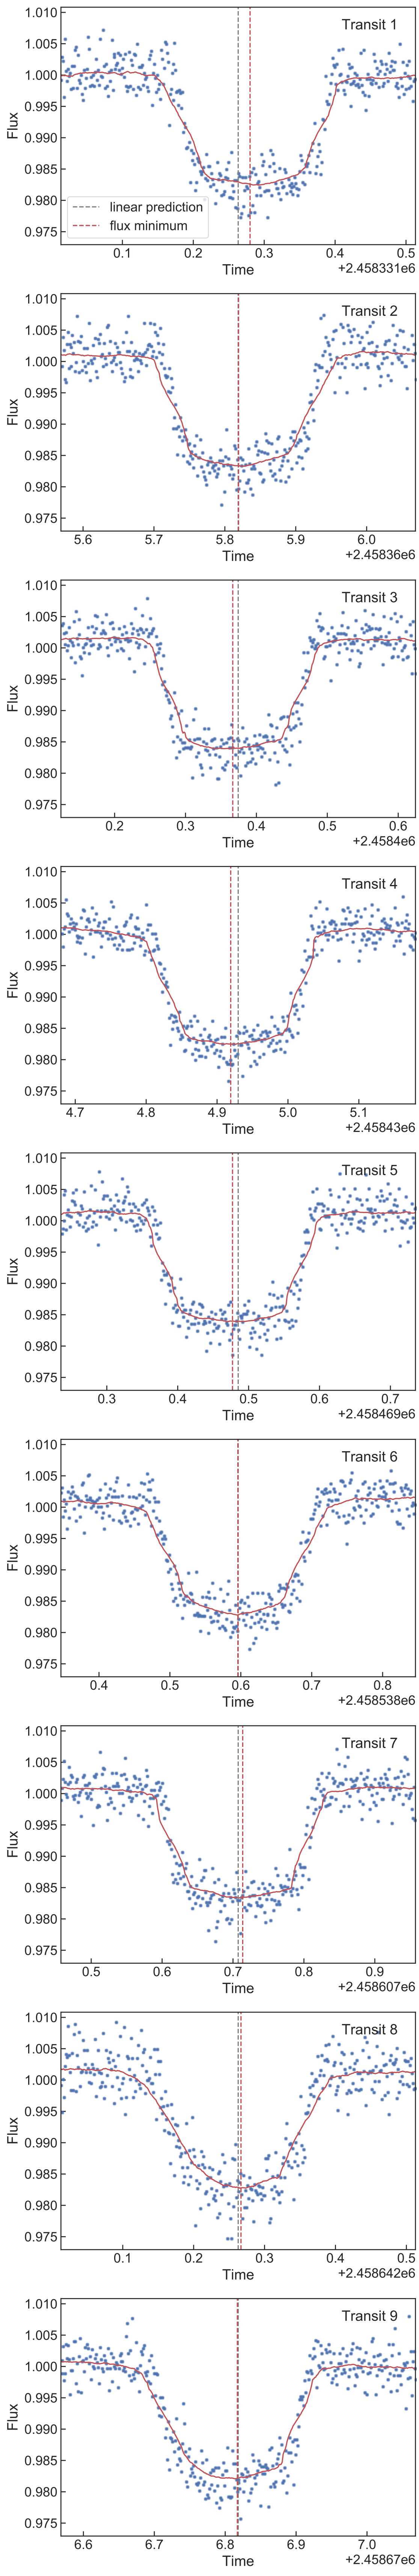 1.010
Transit 1
1.005
1.000
0.995
0.990
0.985
0.980
0.975
Flux
linear prediction
flux minimum
0.1 0.2 0.3 0.4 0.5
Time
+2.458331e6
1.010
Transit 2
1.005
1.000
0.995
0.990
0.985
0.980
0.975
Flux
5.6 5.7 5.8 5.9 6.0
Time
+2.45836e6
1.010
Transit 3
1.005
1.000
0.995
0.990
0.985
0.980
0.975
Flux
0.2 0.3 0.4 0.5 0.6
Time
+2.4584e6
1.010
Transit 4
1.005
1.000
0.995
0.990
0.985
0.980
0.975
Flux
4.7 4.8 4.9 5.0 5.1
Time
+2.45843e6
1.010
Transit 5
1.005
1.000
0.995
0.990
0.985
0.980
0.975
Flux
0.3 0.4 0.5 0.6 0.7
Time
+2.458469e6
1.010
Transit 6
1.005
1.000
0.995
0.990
0.985
0.980
0.975
Flux
0.4 0.5 0.6 0.7 0.8
Time
+2.458538e6
1.010
Transit 7
1.005
1.000
0.995
0.990
0.985
0.980
0.975
Flux
0.5 0.6 0.7 0.8 0.9
Time
+2.458607e6
1.010
Transit 8
1.005
1.000
0.995
0.990
0.985
0.980
0.975
Flux
0.1 0.2 0.3 0.4 0.5
Time
+2.458642e6
1.010
Transit 9
1.005
1.000
0.995
0.990
0.985
0.980
0.975
Flux
6.6 6.7 6.8 6.9 7.0
Time
+2.45867e6